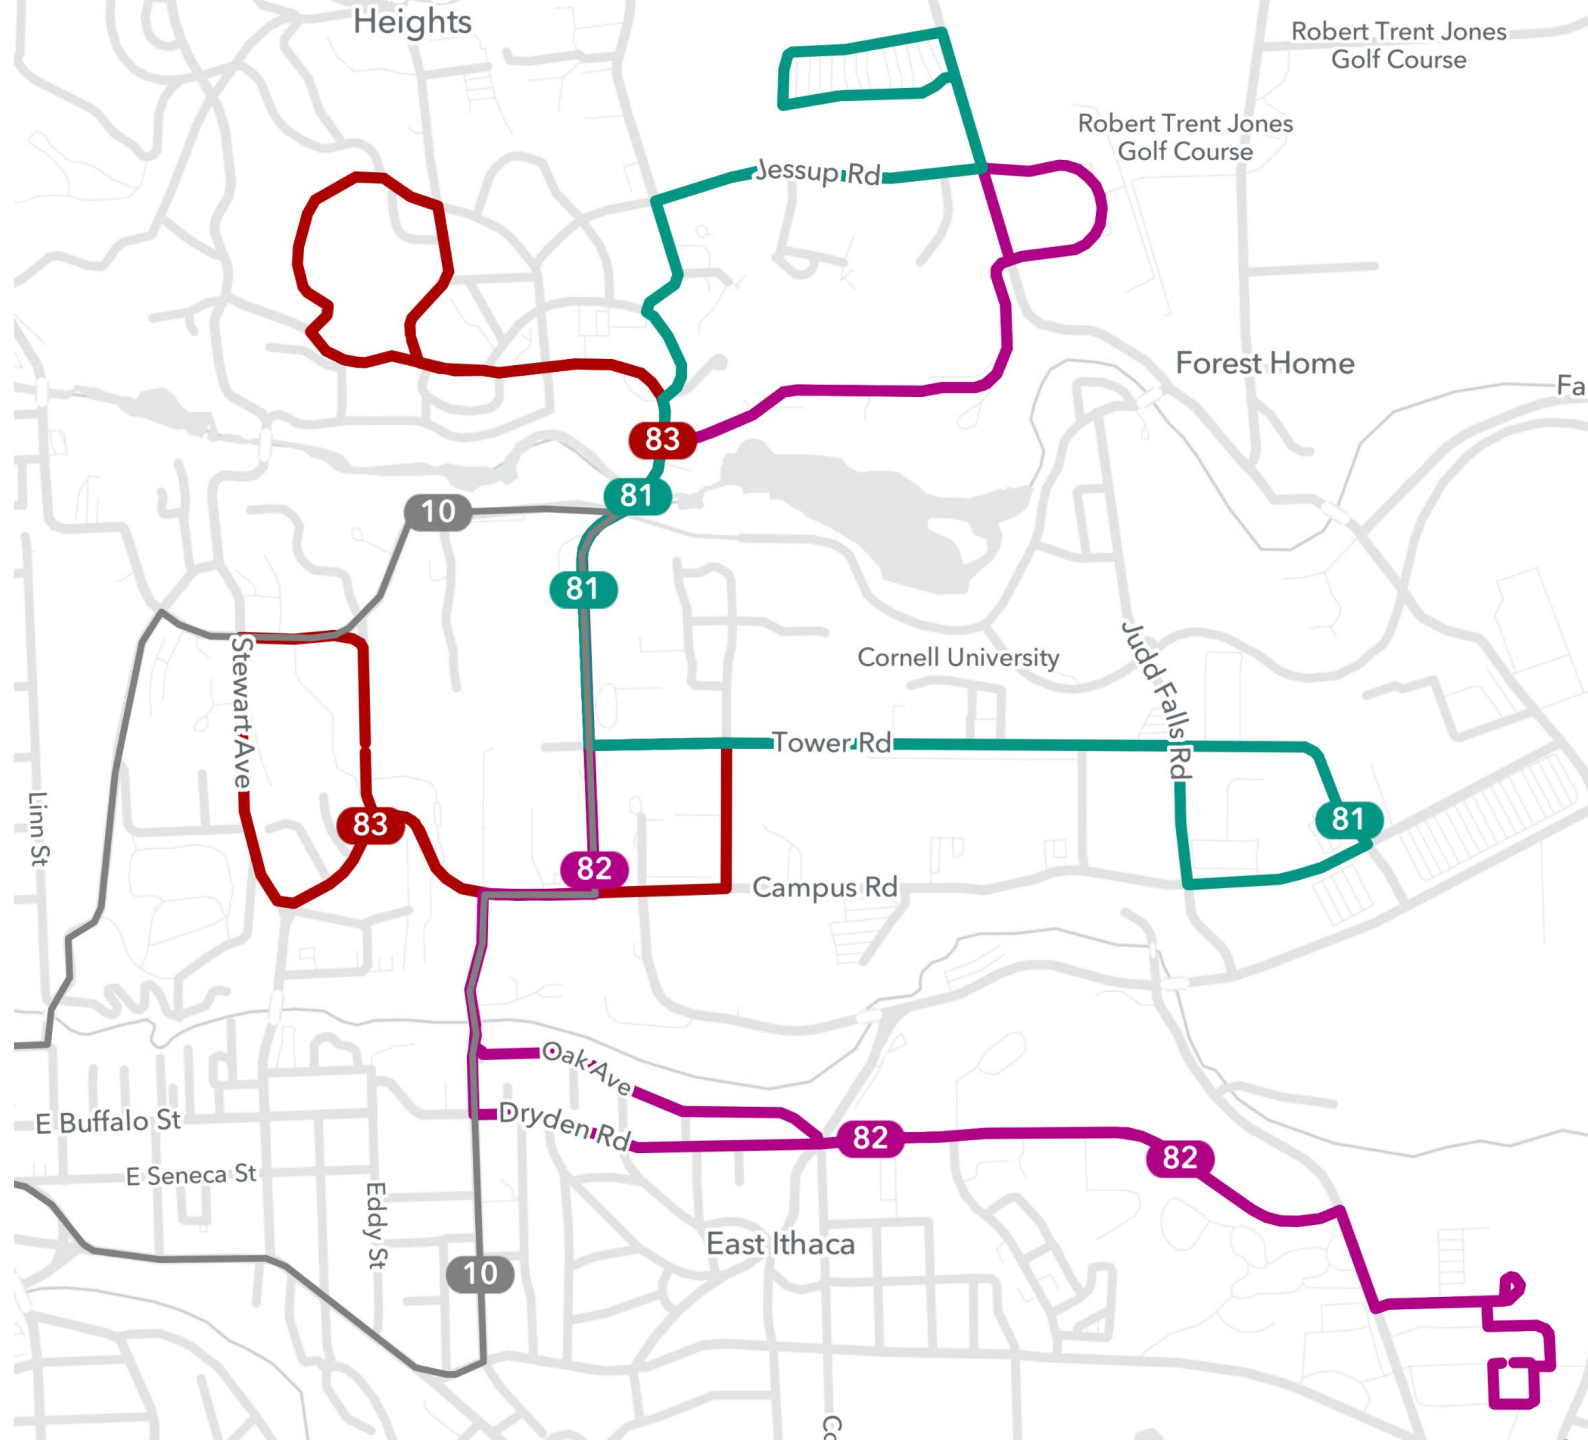 Heights
Robert Trent Jones
Golf Course
Robert Trent Jones
Golf Course
Jessup Rd
Forest Home
Fa
83
81
10
81
Cornell University
Judd Falls Rd
Stewart Ave
Tower Rd
Linn St
83
81
82
Campus Rd
Oak Ave
Dryden Rd
E Buffalo St
82
82
E Seneca St
Eddy St
East Ithaca
10
Co